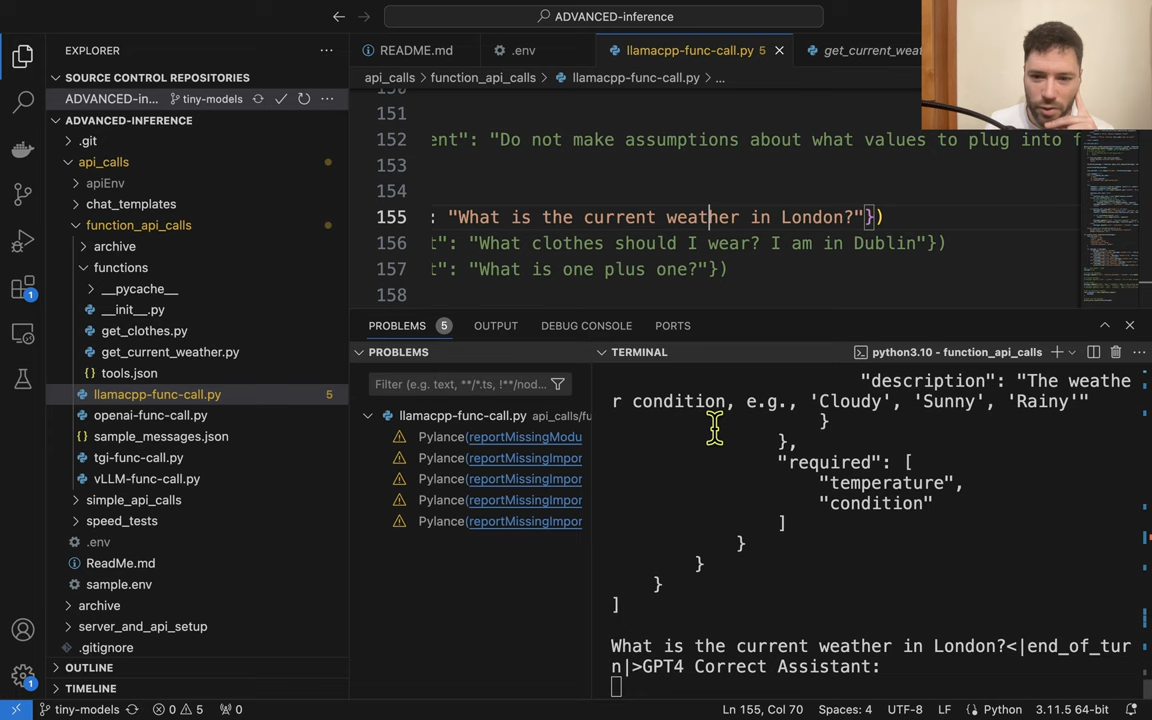 ADVANCED-inference
EXPLORER
SOURCE CONTROL REPOSITORIES
ADVANCED-in... tiny-models
ADVANCED-INFERENCE
.git
api_calls
apiEnv
chat_templates
function_api_calls
archive
functions
__pycache__
__init__.py
get_clothes.py
get_current_weather.py
tools.json
llamacpp-func-call.py 5
openai-func-call.py
sample_messages.json
tgi-func-call.py
vLLM-func-call.py
simple_api_calls
speed_tests
.env
ReadMe.md
sample.env
archive
server_and_api_setup
.gitignore
OUTLINE
TIMELINE
1
1
README.md .env llamacpp-func-call.py 5 get_current_weat
api_calls > function_api_calls > llamacpp-func-call.py > ...
151
152 ent": "Do not make assumptions about what values to plug into f
153
154
155 : "What is the current weather in London?"})
156 t": "What clothes should I wear? I am in Dublin"})
157 t": "What is one plus one?"})
158
PROBLEMS 5 OUTPUT DEBUG CONSOLE PORTS
PROBLEMS
Filter (e.g. text, **/*.ts, !**/nod...
llamacpp-func-call.py api_calls/fu
Pylance(reportMissingModu
Pylance(reportMissingImpor
Pylance(reportMissingImpor
Pylance(reportMissingImpor
Pylance(reportMissingImpor
TERMINAL python3.10 - function_api_calls
"description": "The weathe
r condition, e.g., 'Cloudy', 'Sunny', 'Rainy'"
}
},
"required": [
"temperature",
"condition"
]
}
}
}
]
What is the current weather in London?<|end_of_tur
n|>GPT4 Correct Assistant:
tiny-models 0 5 0 Ln 155, Col 70 Spaces: 4 UTF-8 LF Python 3.11.5 64-bit